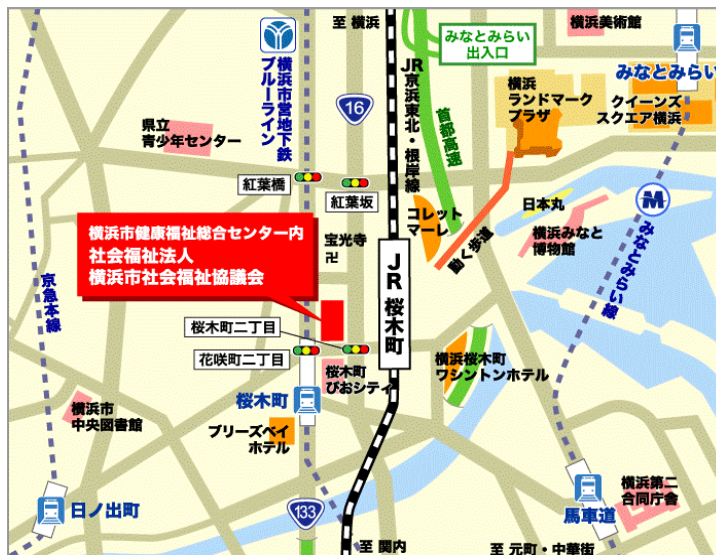 至 横浜
みなとみらい
出入口
横浜美術館
みなとみらい
横浜市営地下鉄
ブルーライン
16
JR京浜東北・根岸線
首都高速
横浜
ランドマーク
プラザ
クイーンズ
スクエア横浜
県立
青少年センター
紅葉橋
紅葉坂
コレット
マーレ
動く歩道
日本丸
横浜みなと
博物館
M
みなとみらい線
横浜市健康福祉総合センター内
社会福祉法人
横浜市社会福祉協議会
宝光寺
卍
JR 桜木町
京急本線
桜木町二丁目
花咲町二丁目
桜木町
ぴおシティ
横浜桜木町
ワシントンホテル
桜木町
横浜市
中央図書館
ブリーズベイ
ホテル
日ノ出町
133
馬車道
横浜第二
合同庁舎
至 関内
至 元町・中華街